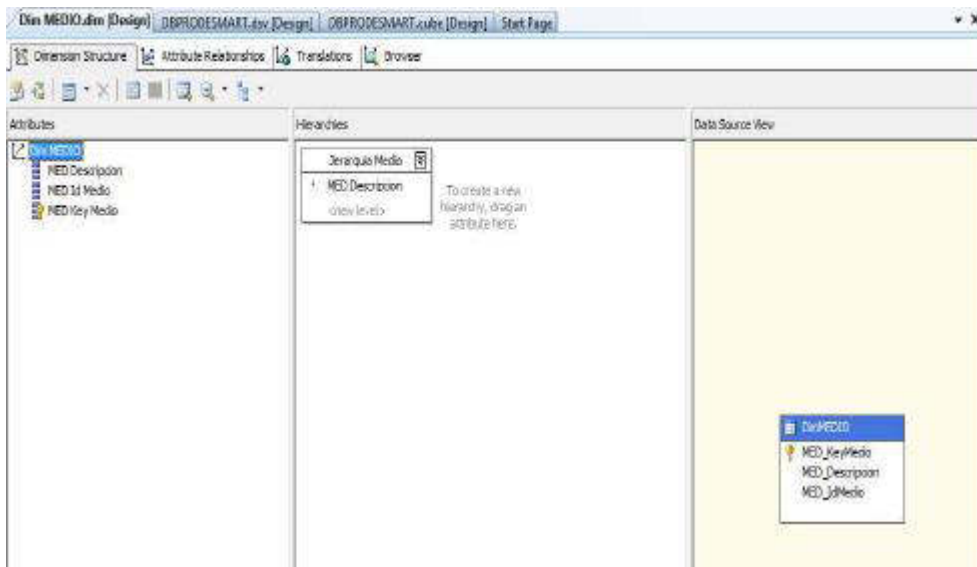 Dim MEDIO.dim [Design] DBPRODESMART.dsv [Design] DBPRODESMART.cube [Design] Start Page
Dimension Structure Attribute Relationships Translations Browser
Attributes
Hierarchies
Data Source View
Dim MEDIO
MED Descripcion
MED Id Medio
MED Key Medio
Jerarquia Medio
MED Descripcion
<new level>
To create a new
hierarchy, drag an
attribute here.
DimMEDIO
MED_KeyMedio
MED_Descripcion
MED_IdMedio